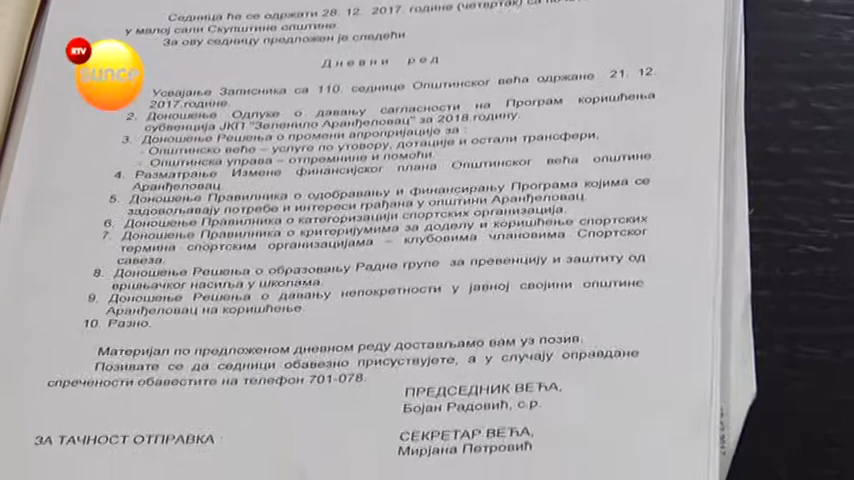 Седница ће се одржати 28. 12. 2017. године (четвртак) са
у малој сали Скупштине општине.
За ову седницу предложен је следећи
RTV
SUNCE
Дневни ред
Усвајање Записника са 110. седнице Општинског већа одржане 21. 12.
2017.године.
2. Доношење Одлуке о давању сагласности на Програм коришћења
субвенција ЈКП "Зеленило Аранђеловац" за 2018.годину.
3. Доношење Решења о промени апропријације за :
- Општинско веће – услуге по уговору, дотације и остали трансфери,
- Општинска управа – отпремнине и помоћи.
4. Разматрање Измене финансијског плана Општинског већа општине
Аранђеловац.
5. Доношење Правилника о одобравању и финансирању Програма којима се
задовољавају потребе и интереси грађана у општини Аранђеловац.
6. Доношење Правилника о категоризацији спортских организација.
7. Доношење Правилника о критеријумима за доделу и коришћење спортских
термина спортским организацијама – клубовима члановима Спортског
савеза.
8. Доношење Решења о образовању Радне групе за превенцију и заштиту од
вршњачког насиља у школама.
9. Доношење Решења о давању непокретности у јавној својини општине
Аранђеловац на коришћење.
10. Разно.
Материјал по предложеном дневном реду достављамо вам уз позив.
Позивате се да седници обавезно присуствујете, а у случају оправдане
спречености обавестите на телефон 701-078.
ПРЕДСЕДНИК ВЕЋА,
Бојан Радовић, с.р.
ЗА ТАЧНОСТ ОТПРАВКА
СЕКРЕТАР ВЕЋА,
Мирјана Петровић